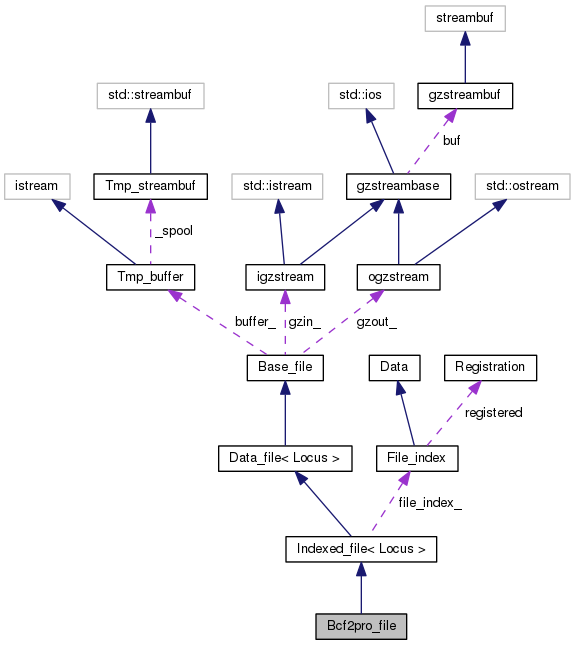 streambuf
std::streambuf
std::ios
gzstreambuf
buf
istream
Tmp_streambuf
std::istream
gzstreambase
std::ostream
_spool
Tmp_buffer
igzstream
ogzstream
buffer_
gzin_
gzout_
Base_file
Data
Registration
registered
Data_file< Locus >
File_index
file_index_
Indexed_file< Locus >
Bcf2pro_file